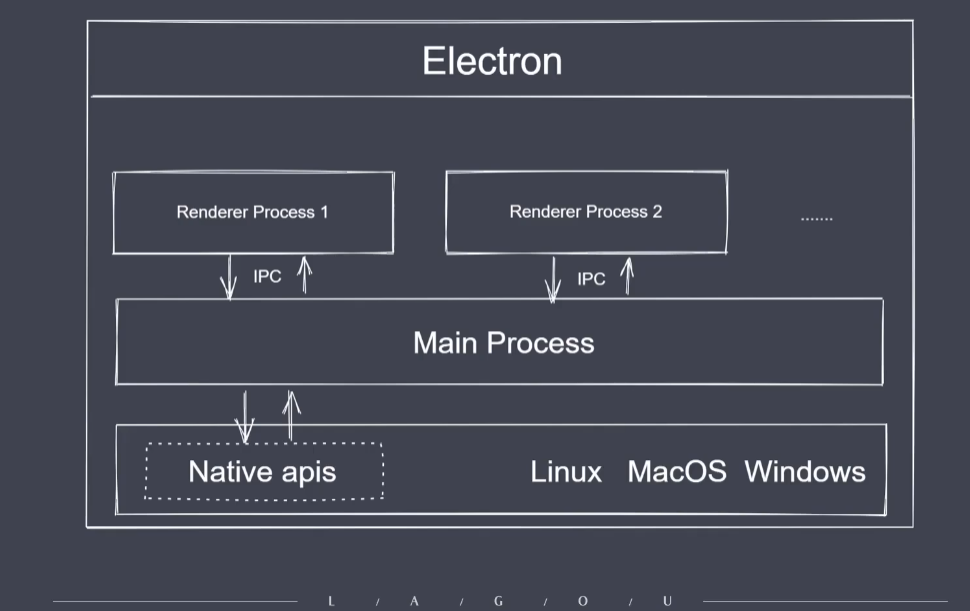 Electron
Renderer Process 1
Renderer Process 2
.......
IPC
IPC
Main Process
Native apis
Linux MacOS Windows
L / A / G / O / U